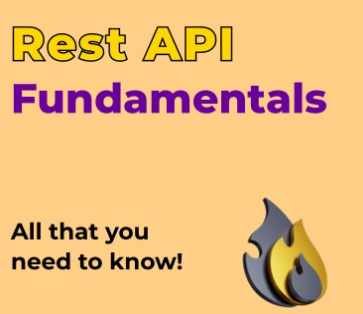 Rest API
Fundamentals
All that you
need to know!